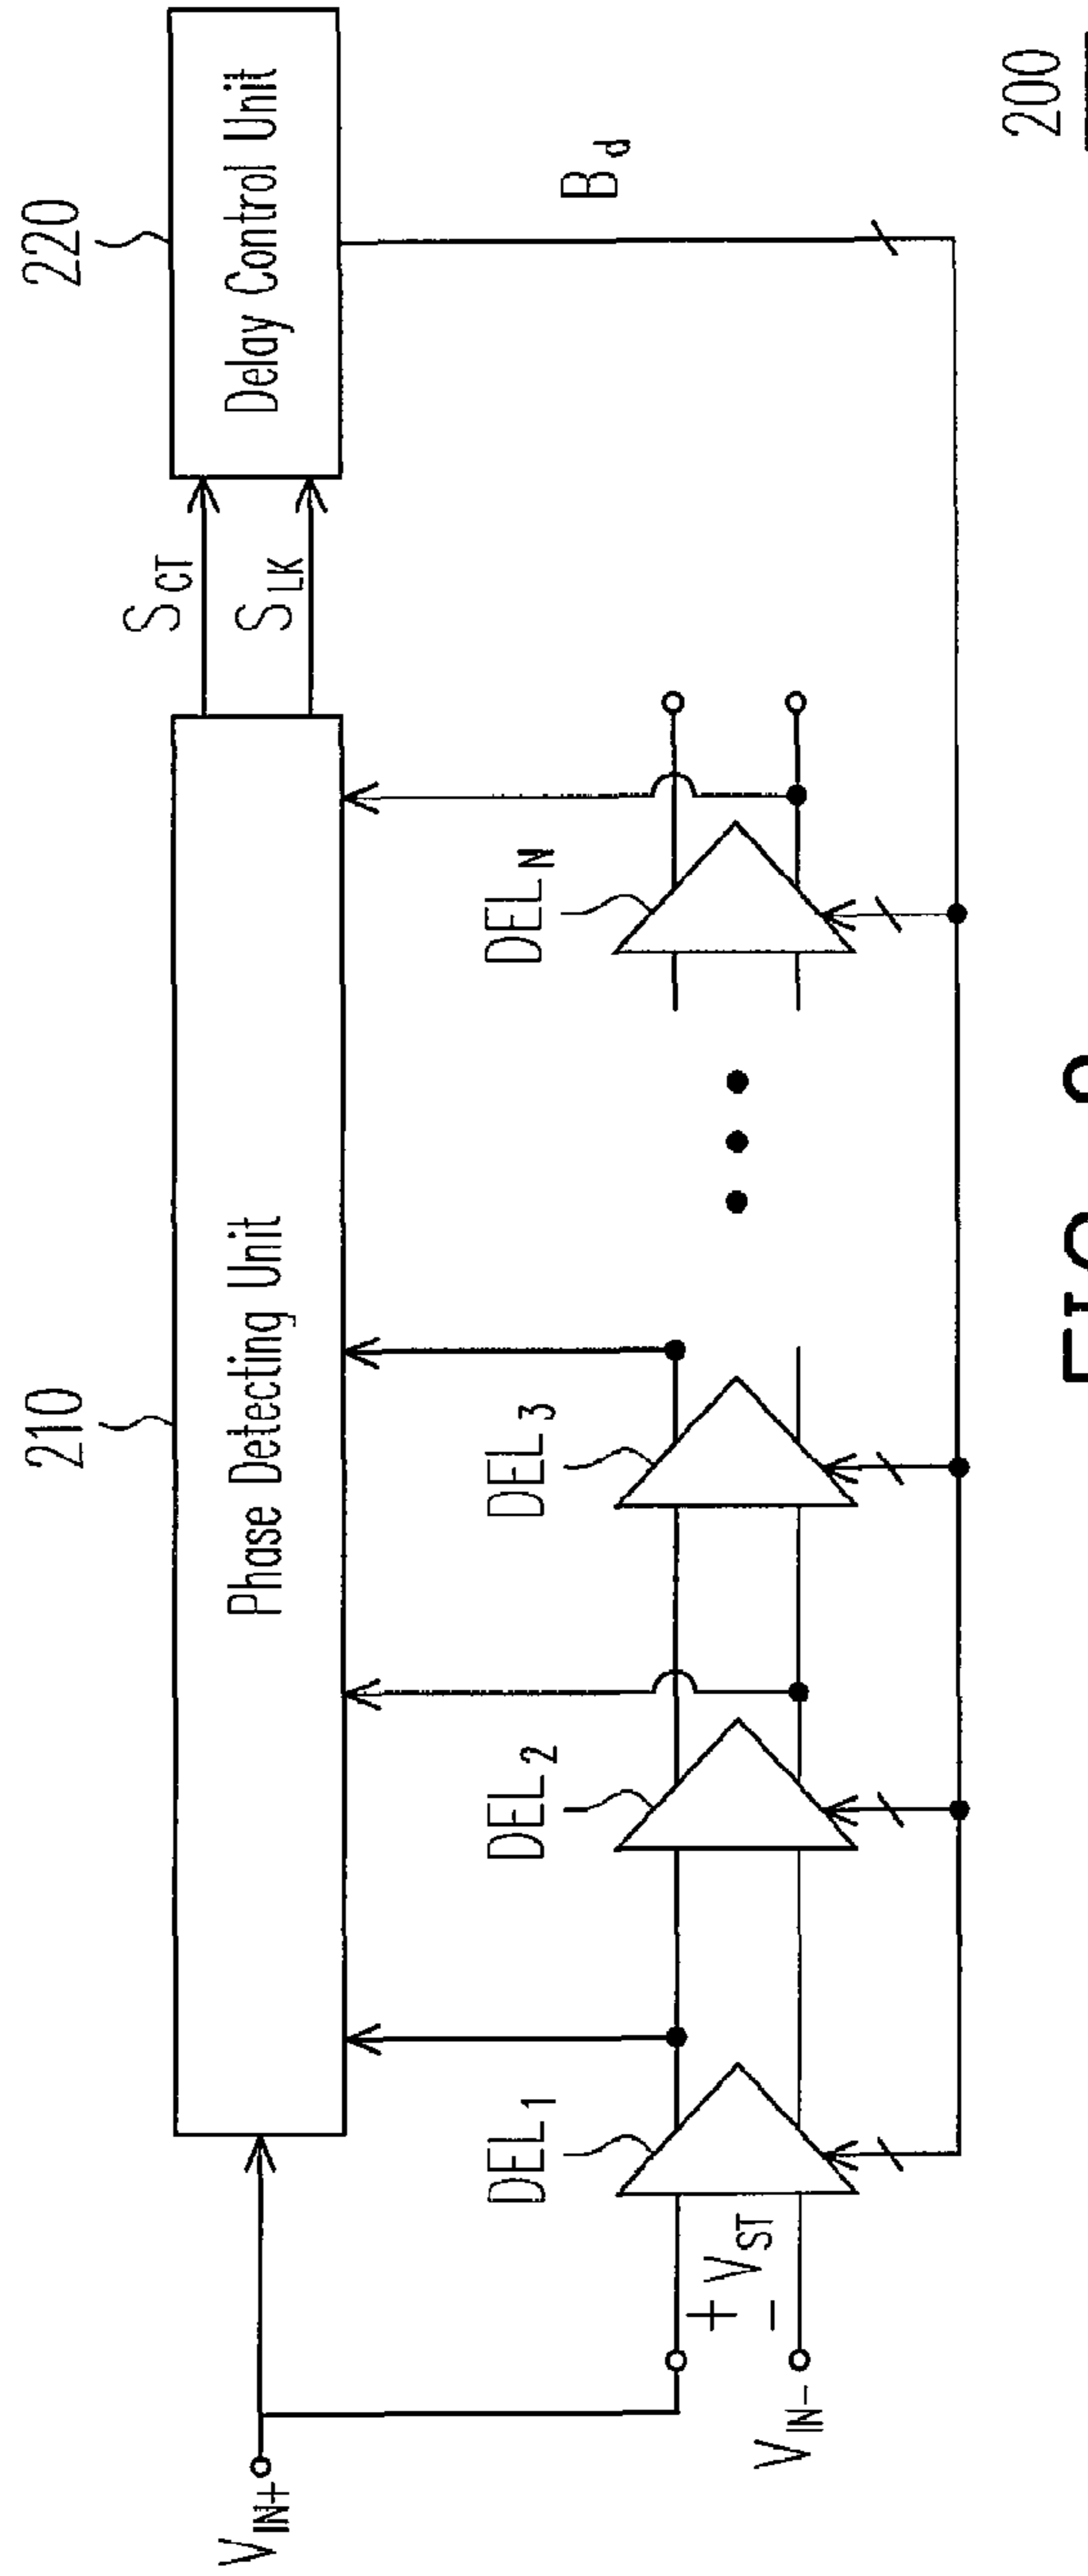 210
220
Phase Detecting Unit
Delay Control Unit
S_CT
S_LK
V_IN+
DEL_1
DEL_2
DEL_3
DEL_N
B_d
+
V_ST
−
V_IN−
200